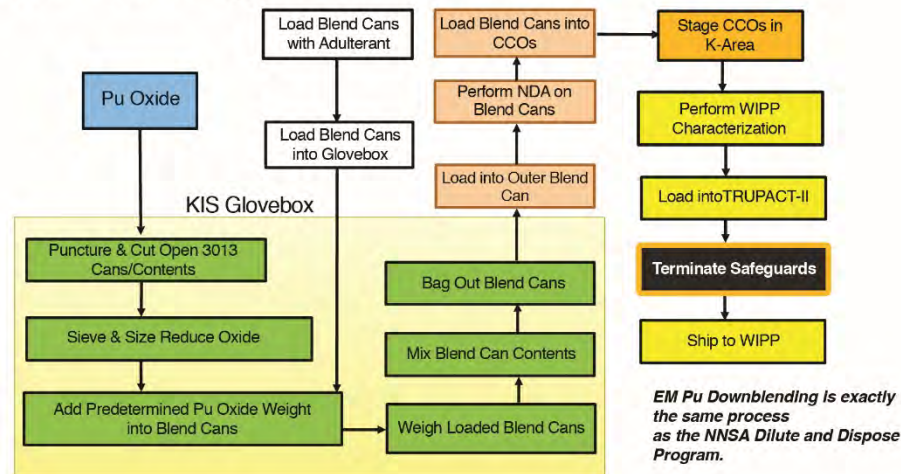 Pu Oxide
Load Blend Cans
with Adulterant
Load Blend Cans
into Glovebox
KIS Glovebox
Puncture & Cut Open 3013
Cans/Contents
Sieve & Size Reduce Oxide
Add Predetermined Pu Oxide Weight
into Blend Cans
Weigh Loaded Blend Cans
Mix Blend Can Contents
Bag Out Blend Cans
Load into Outer Blend
Can
Perform NDA on
Blend Cans
Load Blend Cans into
CCOs
Stage CCOs in
K-Area
Perform WIPP
Characterization
Load intoTRUPACT-II
Terminate Safeguards
Ship to WIPP
EM Pu Downblending is exactly
the same process
as the NNSA Dilute and Dispose
Program.